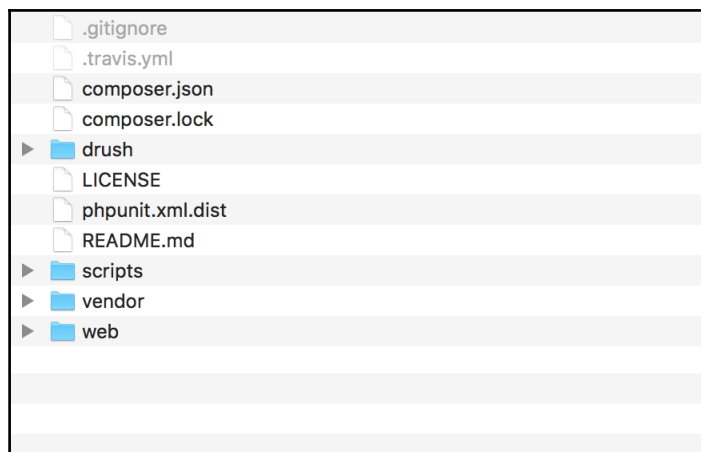 .gitignore
.travis.yml
composer.json
composer.lock
drush
LICENSE
phpunit.xml.dist
README.md
scripts
vendor
web